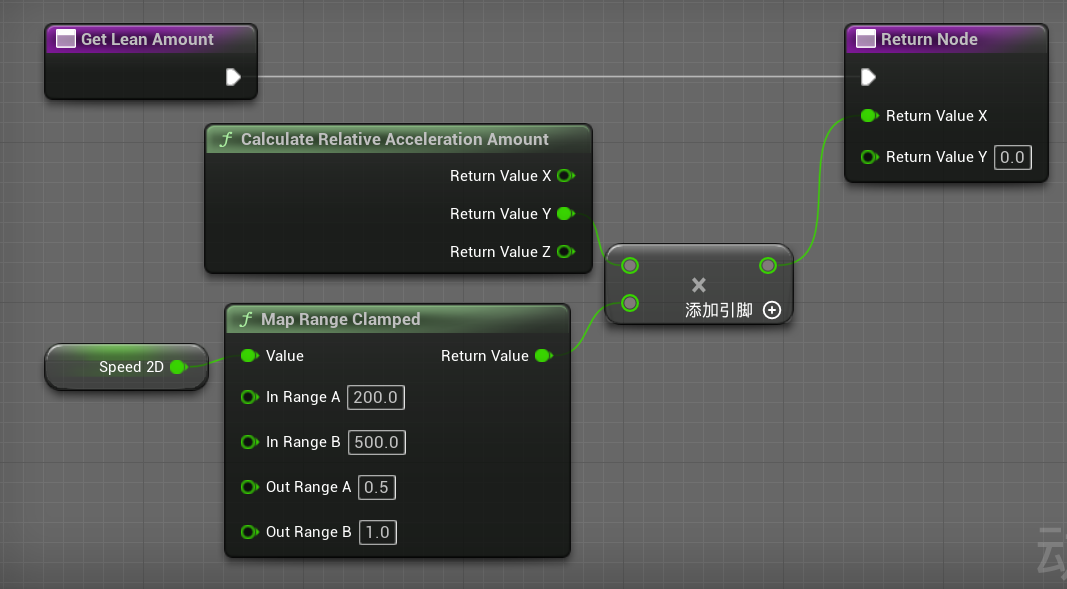 Get Lean Amount
Return Node
Return Value X
Return Value Y 0.0
Calculate Relative Acceleration Amount
Return Value X
Return Value Y
Return Value Z
×
添加引脚
Map Range Clamped
Speed 2D
Value
Return Value
In Range A 200.0
In Range B 500.0
Out Range A 0.5
Out Range B 1.0